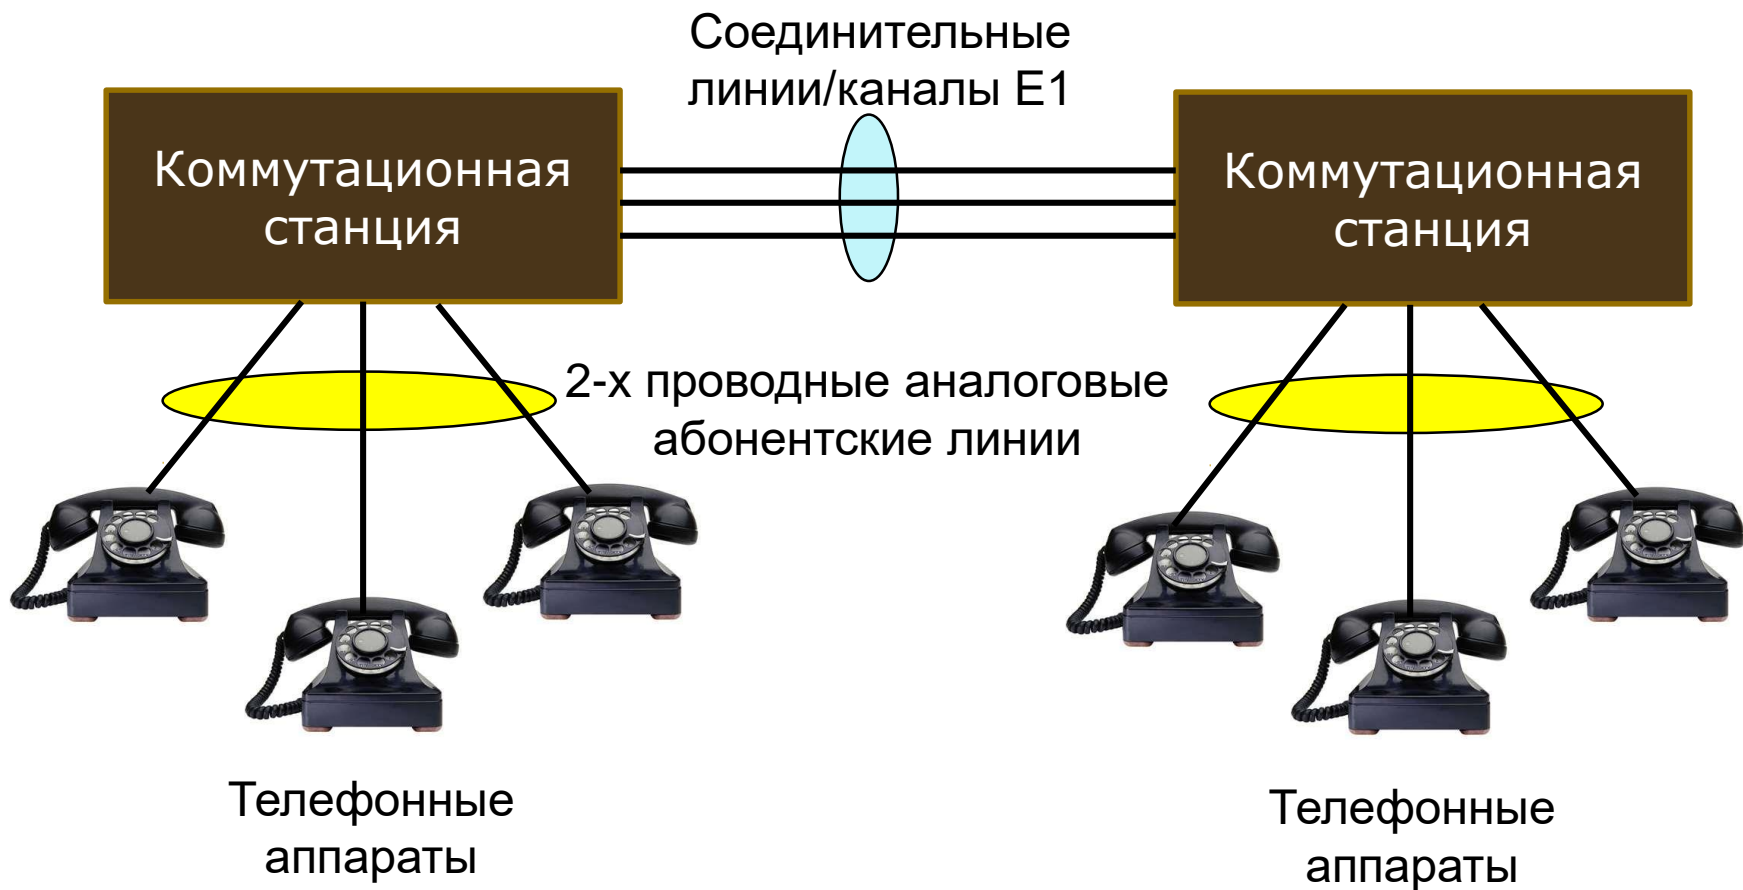 Соединительные
линии/каналы Е1
Коммутационная
станция
Коммутационная
станция
2-х проводные аналоговые
абонентские линии
Телефонные
аппараты
Телефонные
аппараты